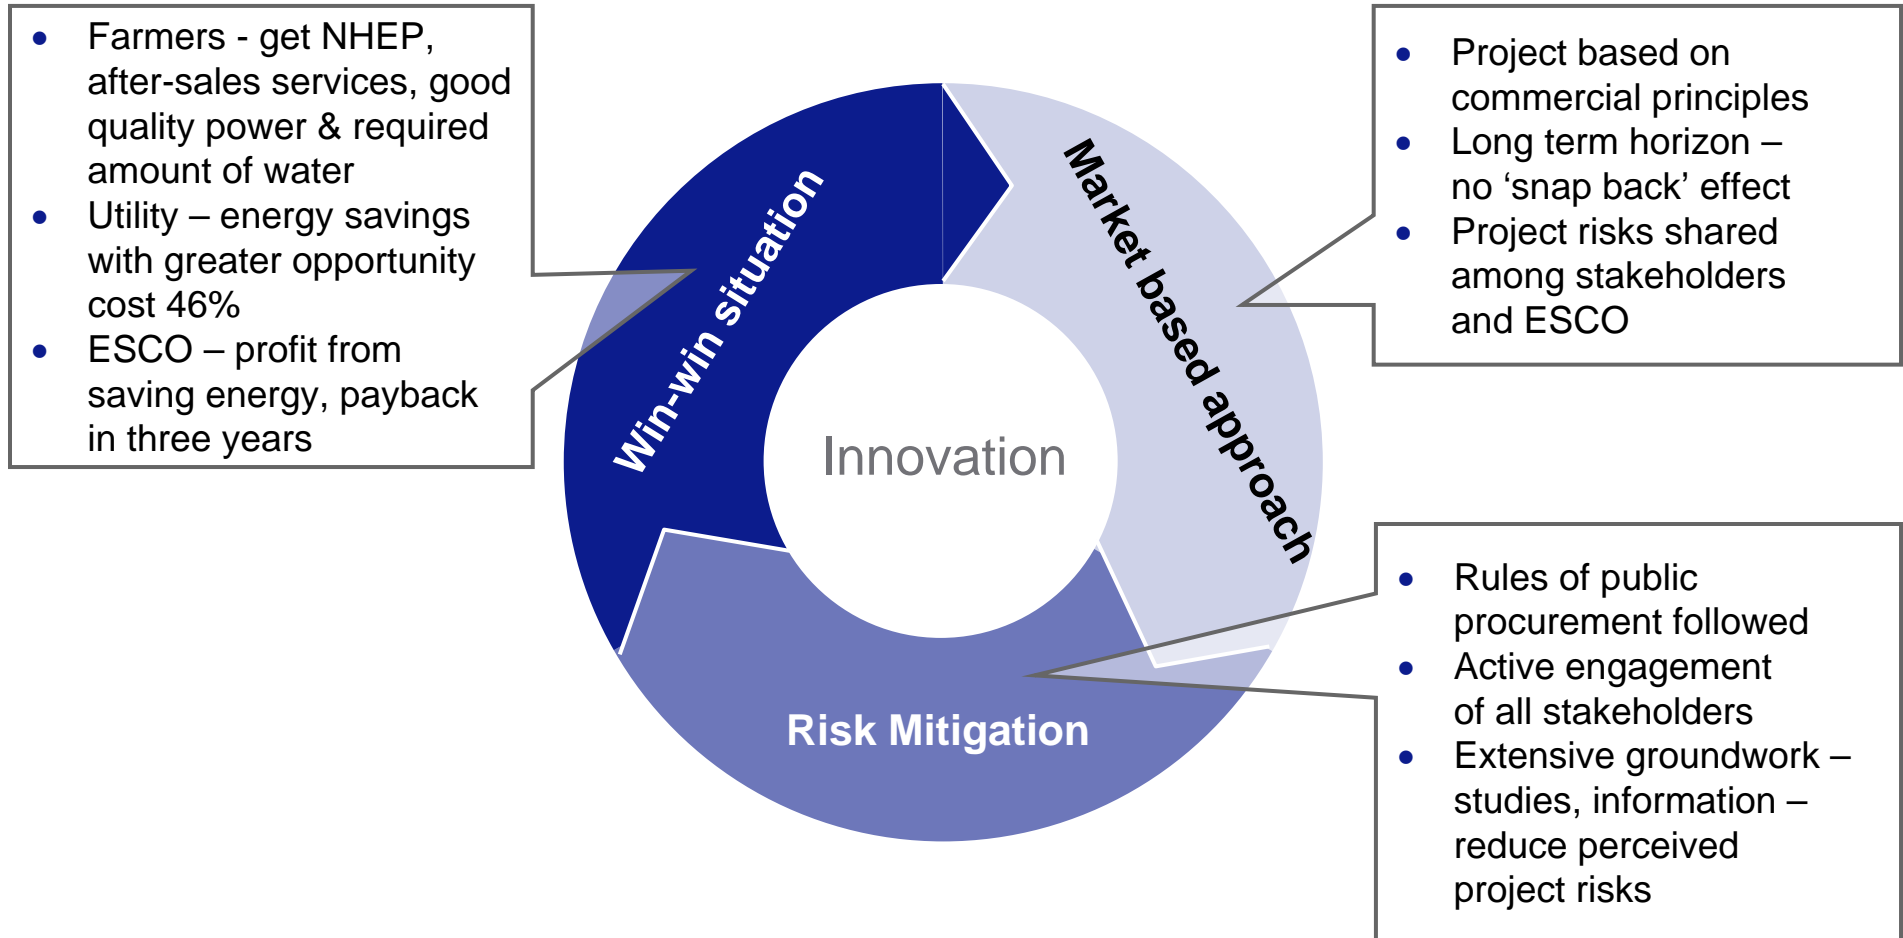 • Farmers - get NHEP,
after-sales services, good
quality power & required
amount of water
• Utility – energy savings
with greater opportunity
cost 46%
• ESCO – profit from
saving energy, payback
in three years
Win-win situation
Innovation
Market based approach
Risk Mitigation
• Project based on
commercial principles
• Long term horizon –
no ‘snap back’ effect
• Project risks shared
among stakeholders
and ESCO
• Rules of public
procurement followed
• Active engagement
of all stakeholders
• Extensive groundwork –
studies, information –
reduce perceived
project risks